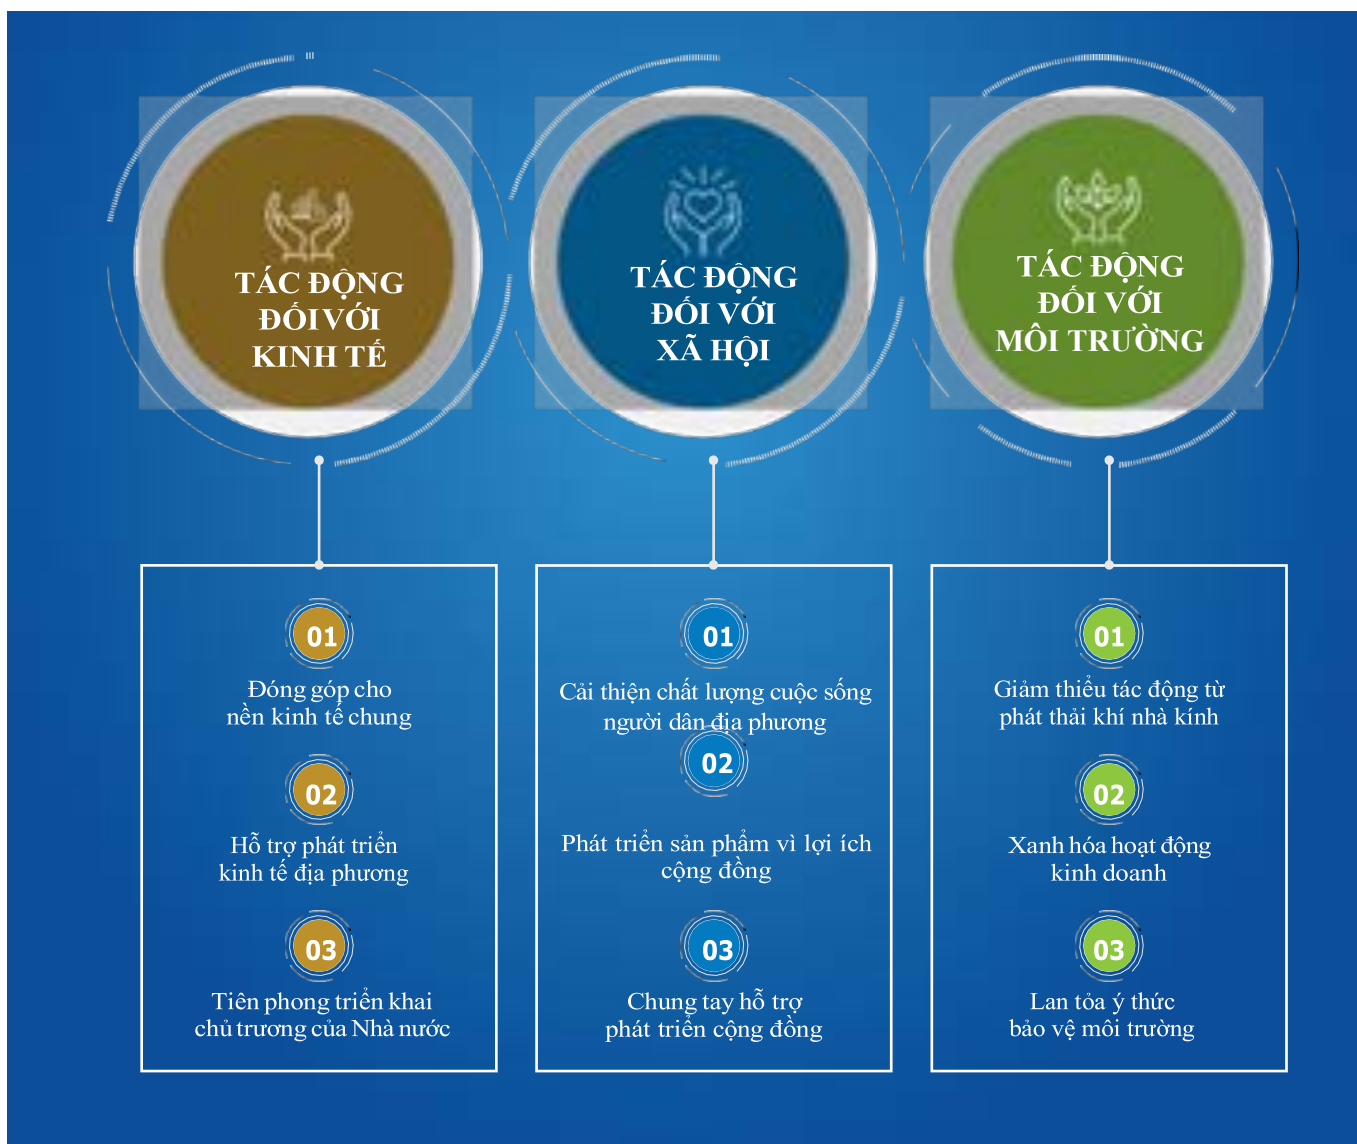 TÁC ĐỘNG
ĐỐI VỚI
KINH TẾ
01
Đóng góp cho
nền kinh tế chung
02
Hỗ trợ phát triển
kinh tế địa phương
03
Tiên phong triển khai
chủ trương của Nhà nước
TÁC ĐỘNG
ĐỐI VỚI
XÃ HỘI
01
Cải thiện chất lượng cuộc sống
người dân địa phương
02
Phát triển sản phẩm vì lợi ích
cộng đồng
03
Chung tay hỗ trợ
phát triển cộng đồng
TÁC ĐỘNG
ĐỐI VỚI
MÔI TRƯỜNG
01
Giảm thiểu tác động từ
phát thải khí nhà kính
02
Xanh hóa hoạt động
kinh doanh
03
Lan tỏa ý thức
bảo vệ môi trường